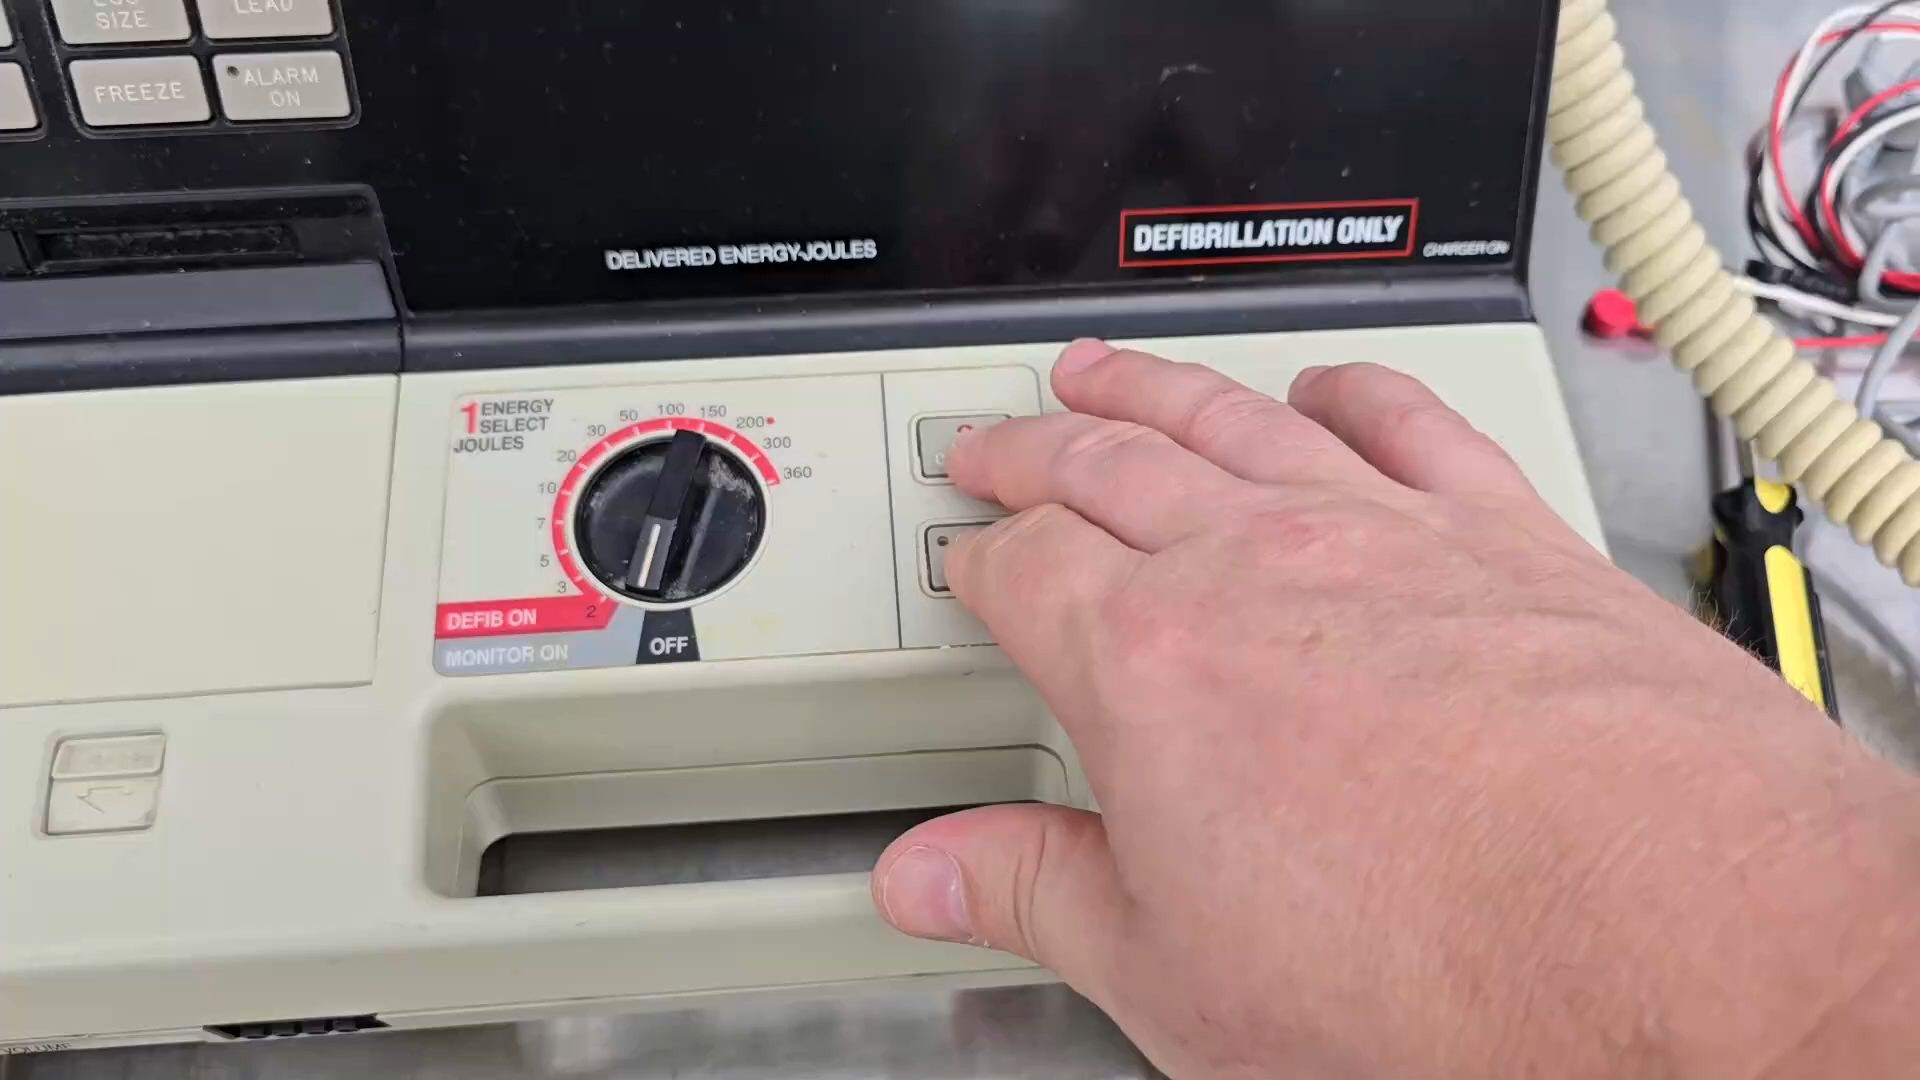 SIZE
LEAD
FREEZE
ALARM
ON
DELIVERED ENERGY-JOULES
DEFIBRILLATION ONLY
CHARGER ON
1 ENERGY
SELECT
JOULES
2
3
5
7
10
20
30
50
100
150
200
300
360
DEFIB ON
MONITOR ON
OFF
VOLUME